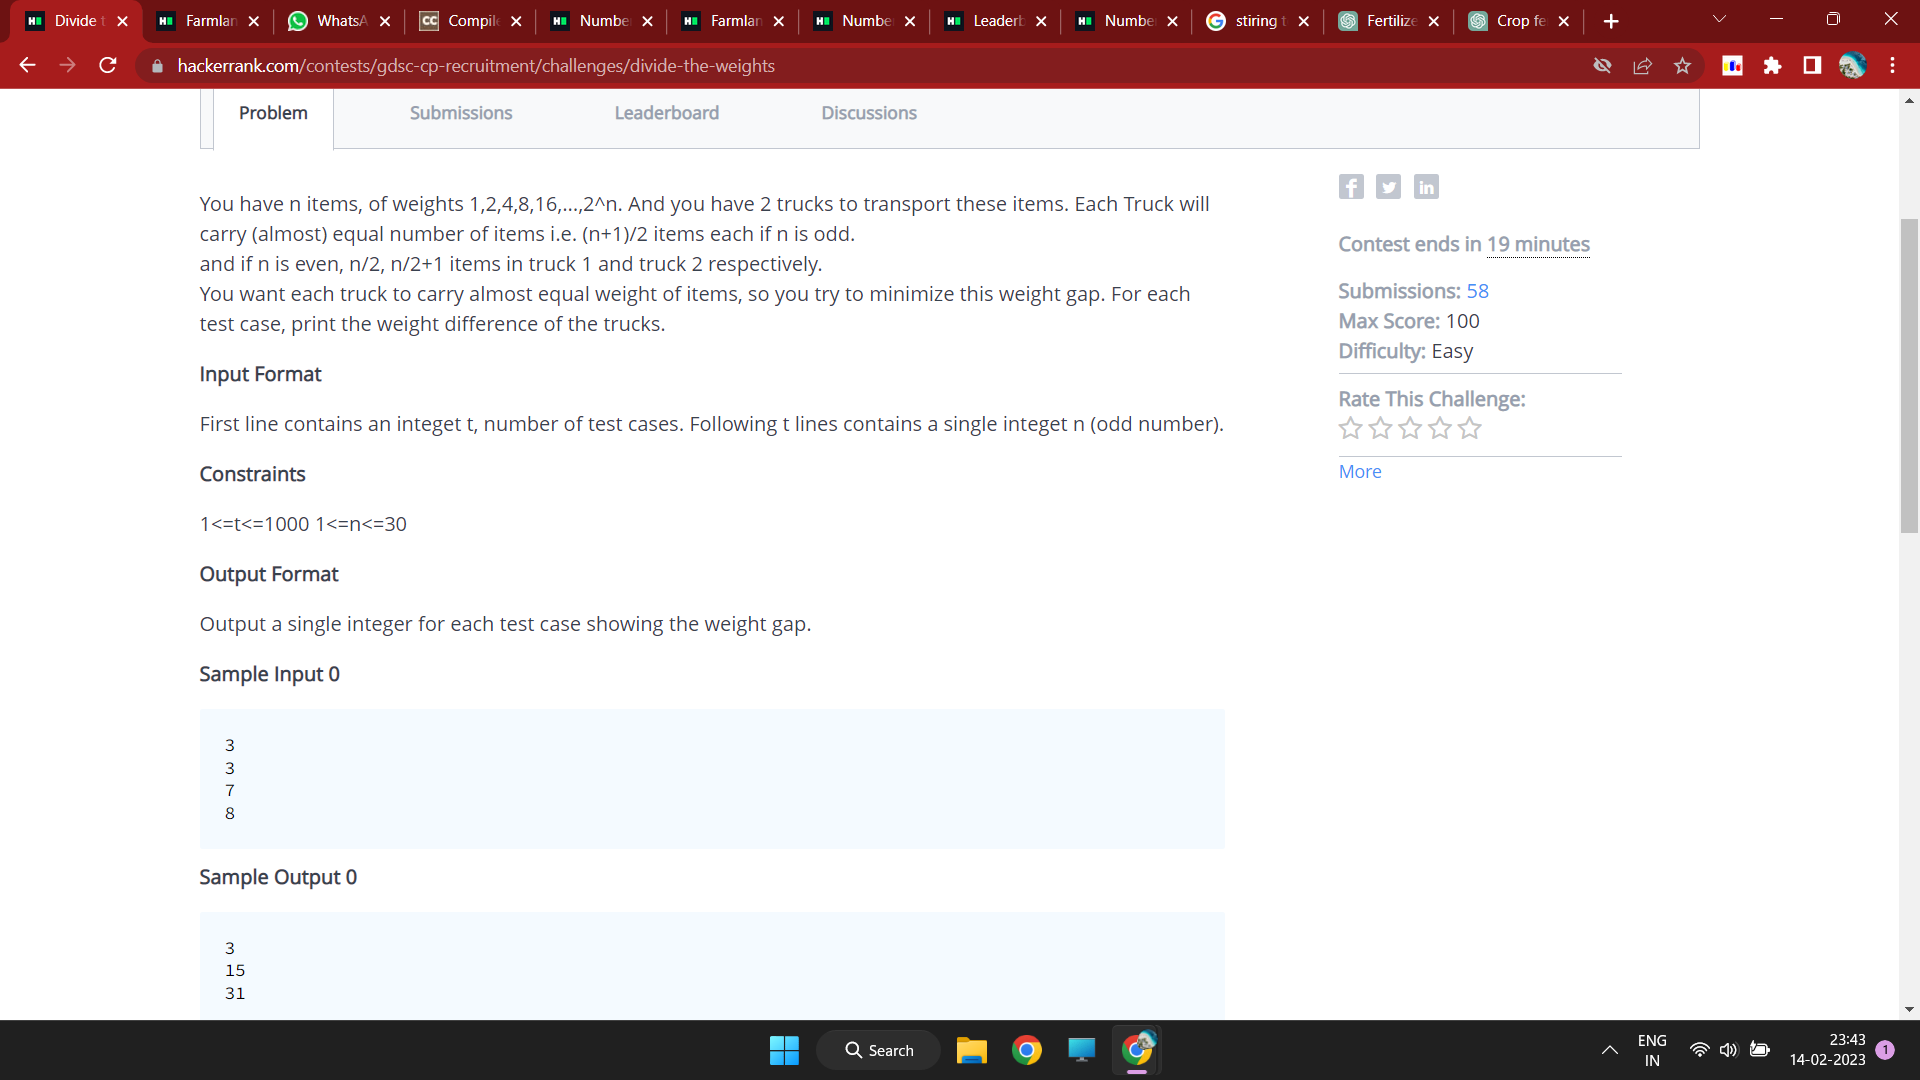 Divide t
Farmlan
WhatsA
CC
Compile
Number
Farmlan
Number
Leaderb
Number
stiring t
Fertilize
Crop fe
hackerrank.com/contests/gdsc-cp-recruitment/challenges/divide-the-weights
Problem
Submissions
Leaderboard
Discussions
You have n items, of weights 1,2,4,8,16,...,2^n. And you have 2 trucks to transport these items. Each Truck will
carry (almost) equal number of items i.e. (n+1)/2 items each if n is odd.
and if n is even, n/2, n/2+1 items in truck 1 and truck 2 respectively.
You want each truck to carry almost equal weight of items, so you try to minimize this weight gap. For each
test case, print the weight difference of the trucks.
Input Format
First line contains an integet t, number of test cases. Following t lines contains a single integet n (odd number).
Constraints
1<=t<=1000 1<=n<=30
Output Format
Output a single integer for each test case showing the weight gap.
Sample Input 0
3
3
7
8
Sample Output 0
3
15
31
Contest ends in 19 minutes
Submissions: 58
Max Score: 100
Difficulty: Easy
Rate This Challenge:
More
Search
ENG
IN
23:43
14-02-2023
1